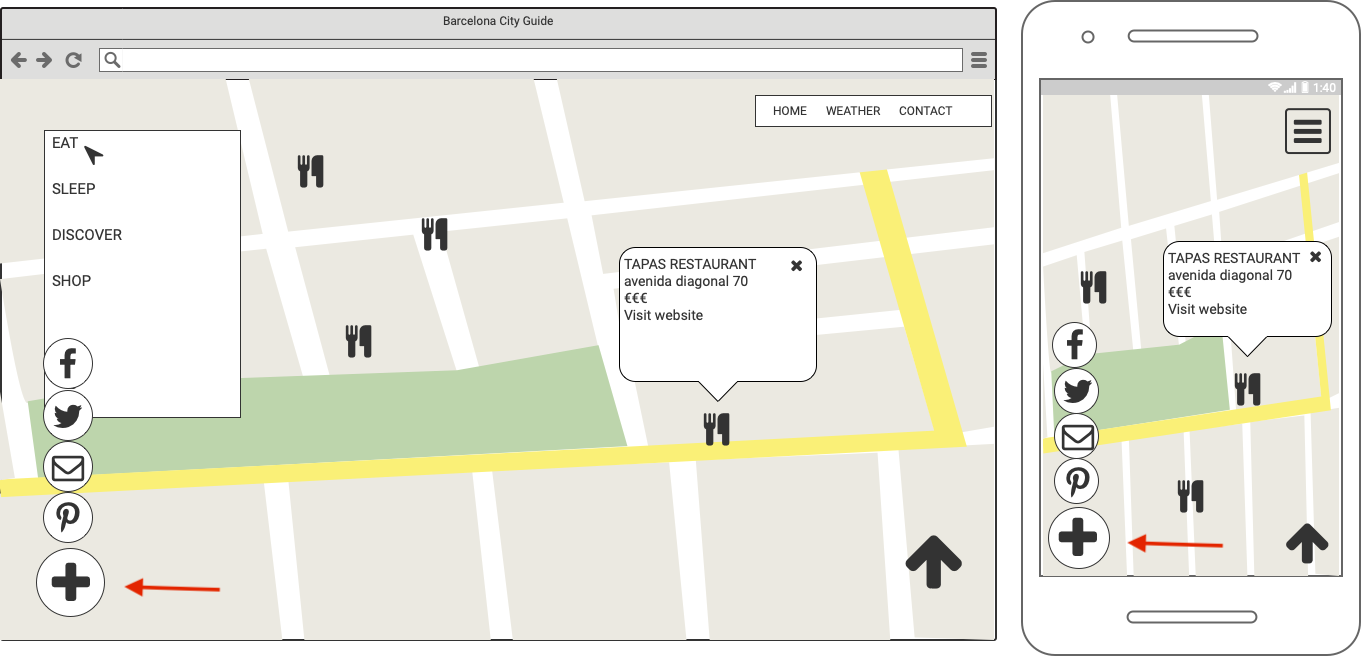 Barcelona City Guide
HOME WEATHER CONTACT
EAT
SLEEP
DISCOVER
SHOP
TAPAS RESTAURANT
avenida diagonal 70
€€€
Visit website
1:40
TAPAS RESTAURANT
avenida diagonal 70
€€€
Visit website